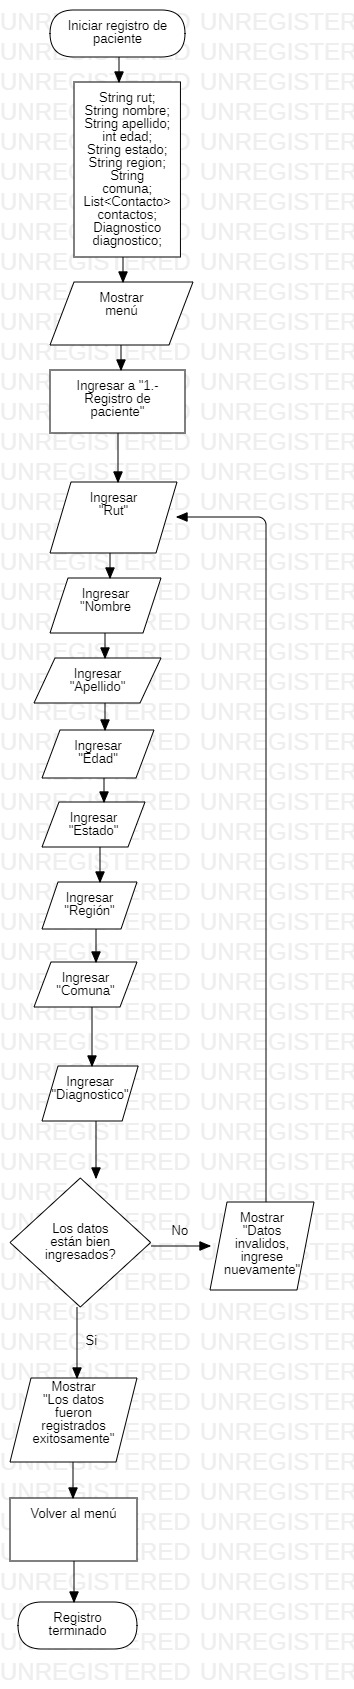 Iniciar registro de
paciente
String rut;
String nombre;
String apellido;
int edad;
String estado;
String region;
String
comuna;
List<Contacto>
contactos;
Diagnostico
diagnostico;
Mostrar
menú
Ingresar a "1.-
Registro de
paciente"
Ingresar
"Rut"
Ingresar
"Nombre
Ingresar
"Apellido"
Ingresar
"Edad"
Ingresar
"Estado"
Ingresar
"Región"
Ingresar
"Comuna"
Ingresar
"Diagnostico"
Los datos
están bien
ingresados?
No
Mostrar
"Datos
invalidos,
ingrese
nuevamente"
Si
Mostrar
"Los datos
fueron
registrados
exitosamente"
Volver al menú
Registro
terminado
UNREGISTERED